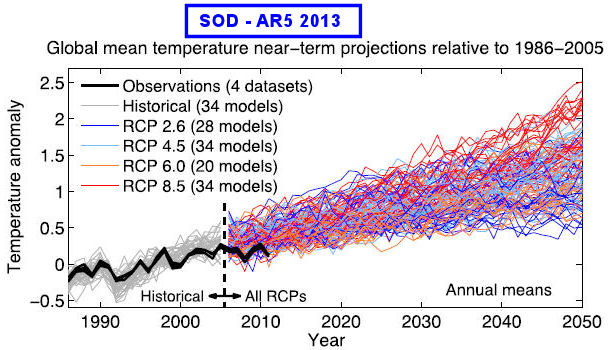 SOD - AR5 2013
Global mean temperature near-term projections relative to 1986-2005
2.5
2
1.5
1
0.5
0
-0.5
Temperature anomaly
Observations (4 datasets)
Historical (34 models)
RCP 2.6 (28 models)
RCP 4.5 (34 models)
RCP 6.0 (20 models)
RCP 8.5 (34 models)
Historical
All RCPs
Annual means
1990 2000 2010 2020 2030 2040 2050
Year